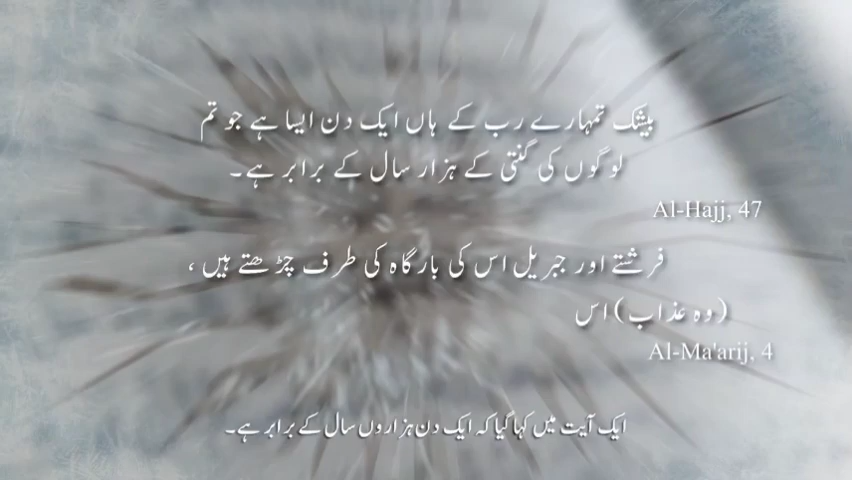 بیشک تمہارے رب کے ہاں ایک دن ایسا ہے جو تم
لوگوں کی گنتی کے ہزار سال کے برابر ہے۔
Al-Hajj, 47
فرشتے اور جبریل اس کی بارگاہ کی طرف چڑھتے ہیں ،
(وہ عذاب) اس
Al-Ma'arij, 4
ایک آیت میں کہا گیا کہ ایک دن ہزاروں سال کے برابر ہے۔